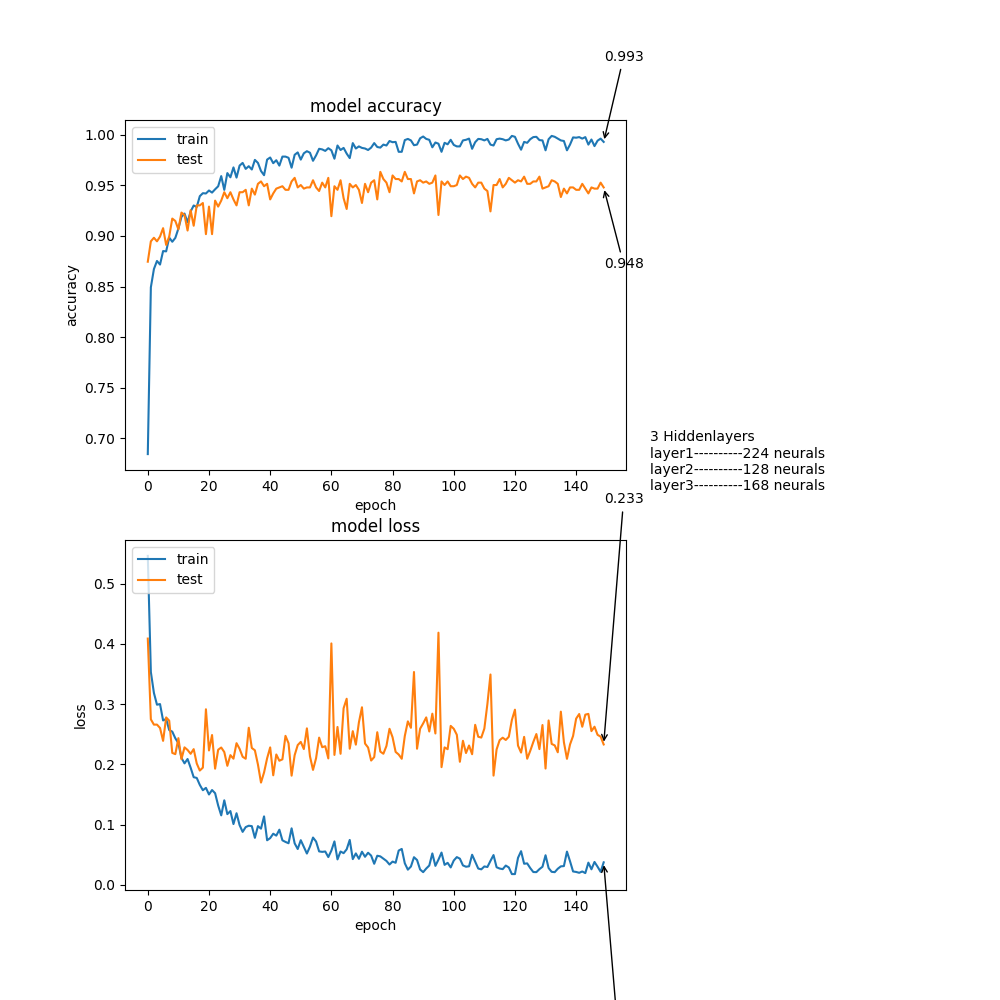 0.993
model accuracy
train
test
1.00
0.95
0.90
0.85
0.80
0.75
0.70
accuracy
0.948
0 20 40 60 80 100 120 140
epoch
3 Hiddenlayers
layer1----------224 neurals
layer2----------128 neurals
layer3----------168 neurals
0.233
model loss
train
test
0.5
0.4
0.3
0.2
0.1
0.0
loss
0 20 40 60 80 100 120 140
epoch